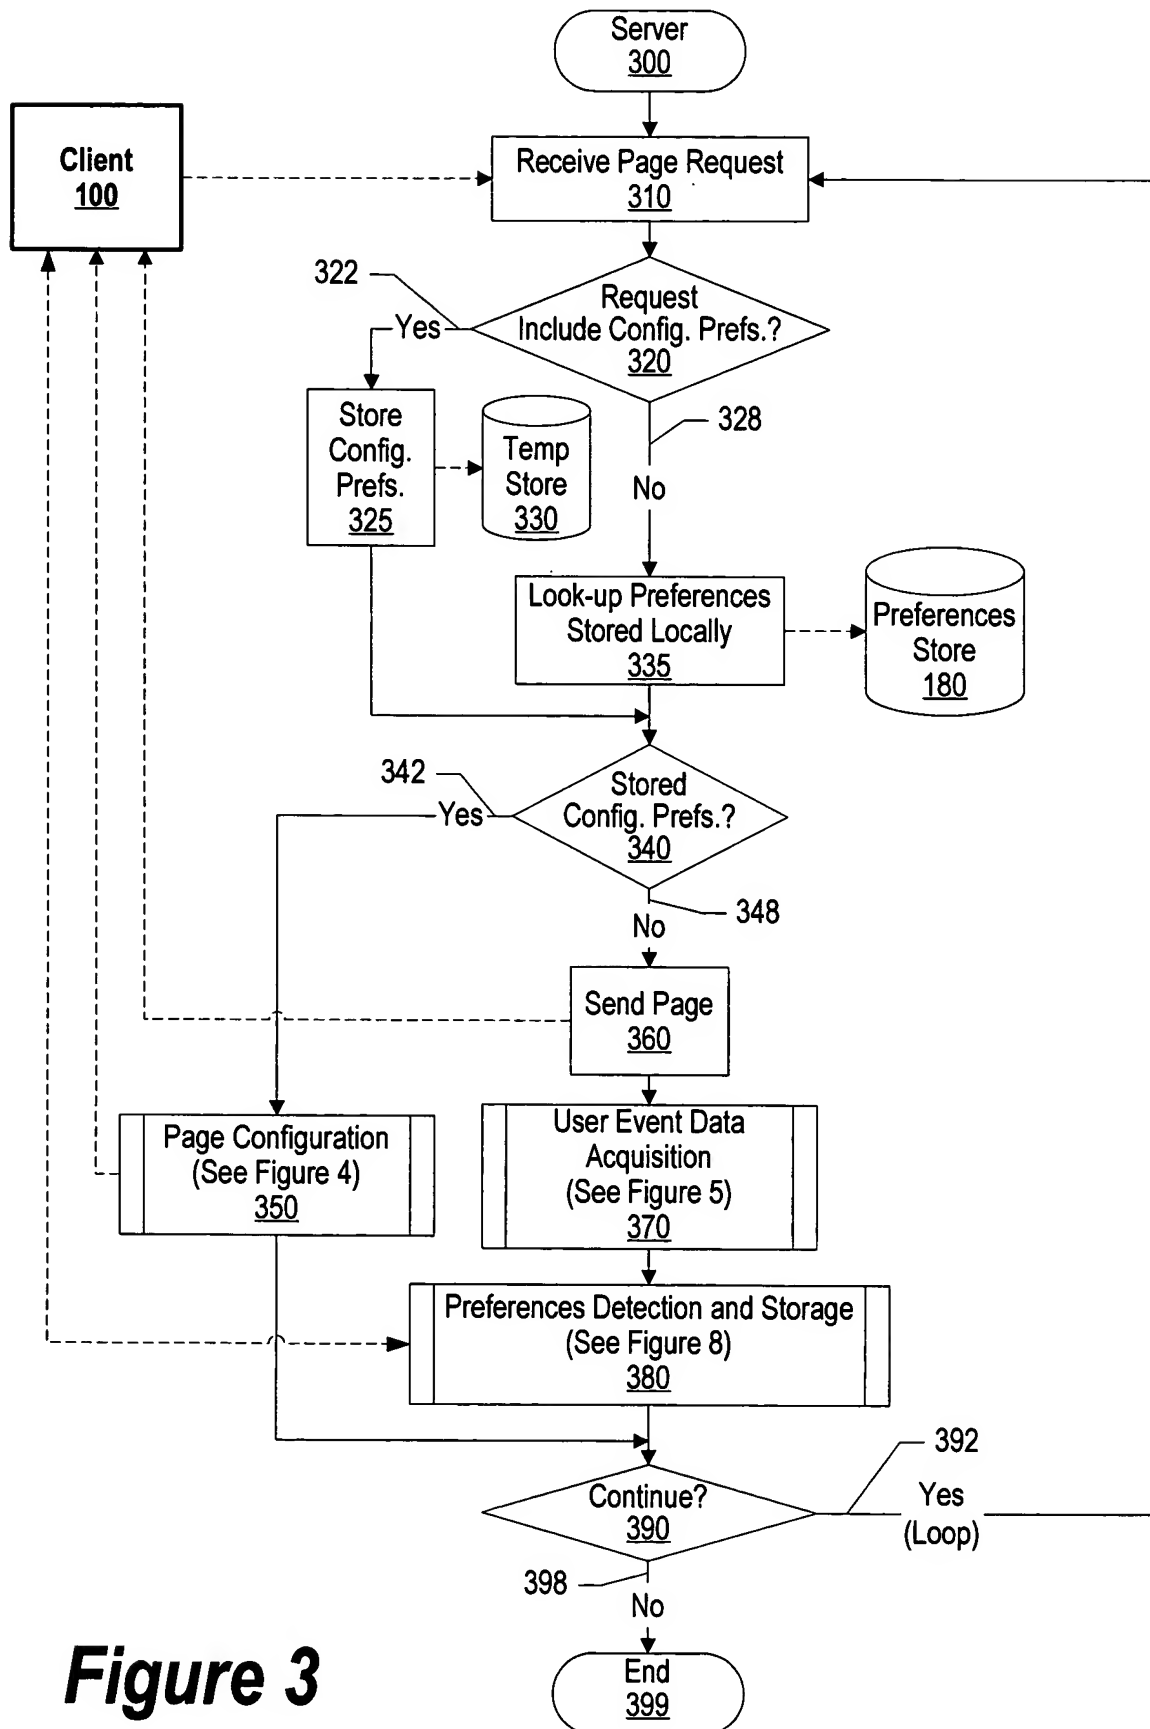 Server
300
Client
100
Receive Page Request
310
322
Request
Include Config. Prefs.?
320
Yes
328
Store
Config.
Prefs.
325
Temp
Store
330
No
Look-up Preferences
Stored Locally
335
Preferences
Store
180
342
Stored
Config. Prefs.?
340
Yes
348
No
Send Page
360
Page Configuration
(See Figure 4)
350
User Event Data
Acquisition
(See Figure 5)
370
Preferences Detection and Storage
(See Figure 8)
380
392
Continue?
390
Yes
(Loop)
398
No
End
399
Figure 3